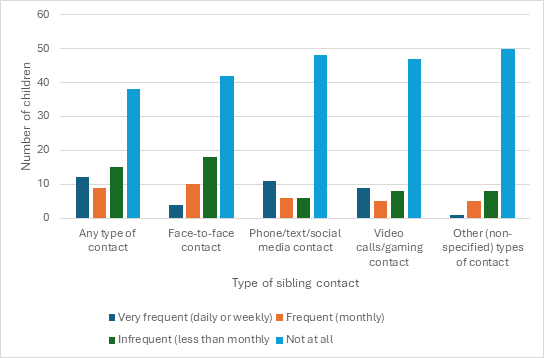 60
50
40
30
20
10
0
Number of children
Any type of
contact
Face-to-face
contact
Phone/text/social
media contact
Video
calls/gaming
contact
Other (non-
specified) types
of contact
Type of sibling contact
Very frequent (daily or weekly)
Frequent (monthly)
Infrequent (less than monthly
Not at all